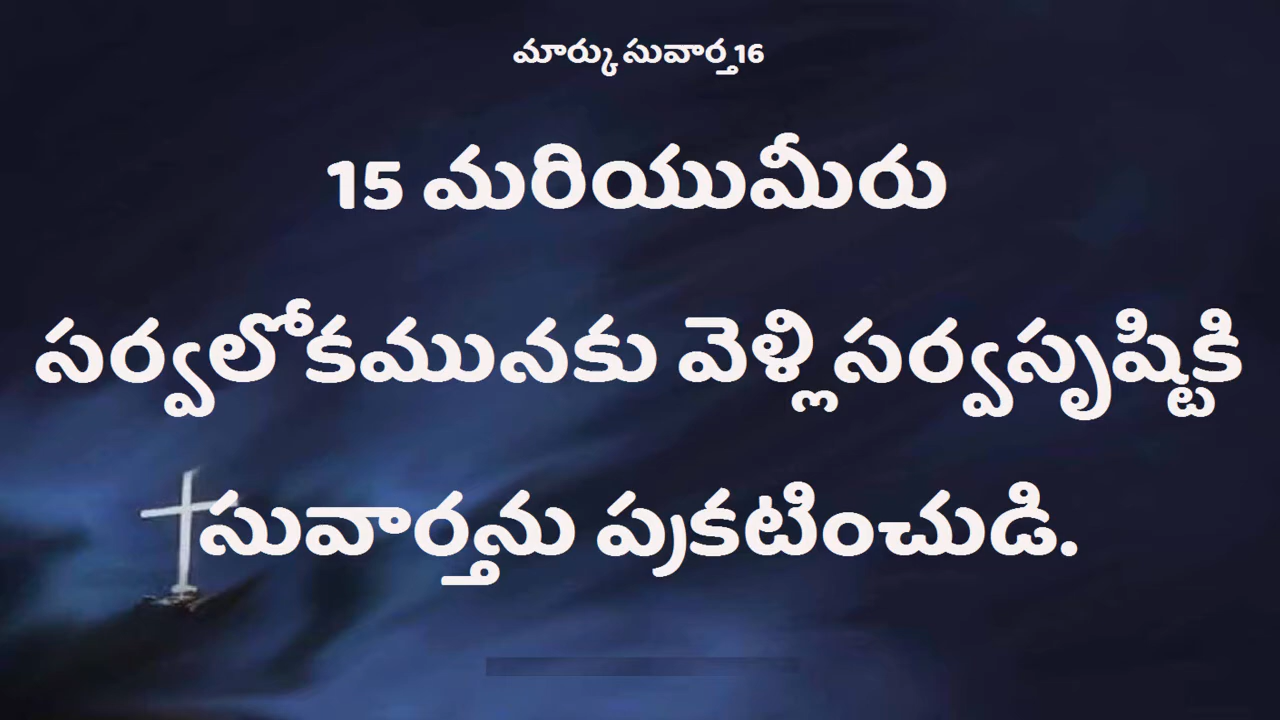 మార్కు సువార్త16
15 మరియుమీరు
సర్వలోకమునకు వెళ్లిసర్వసృష్టికి
సువార్తను ప్రకటించుడి.